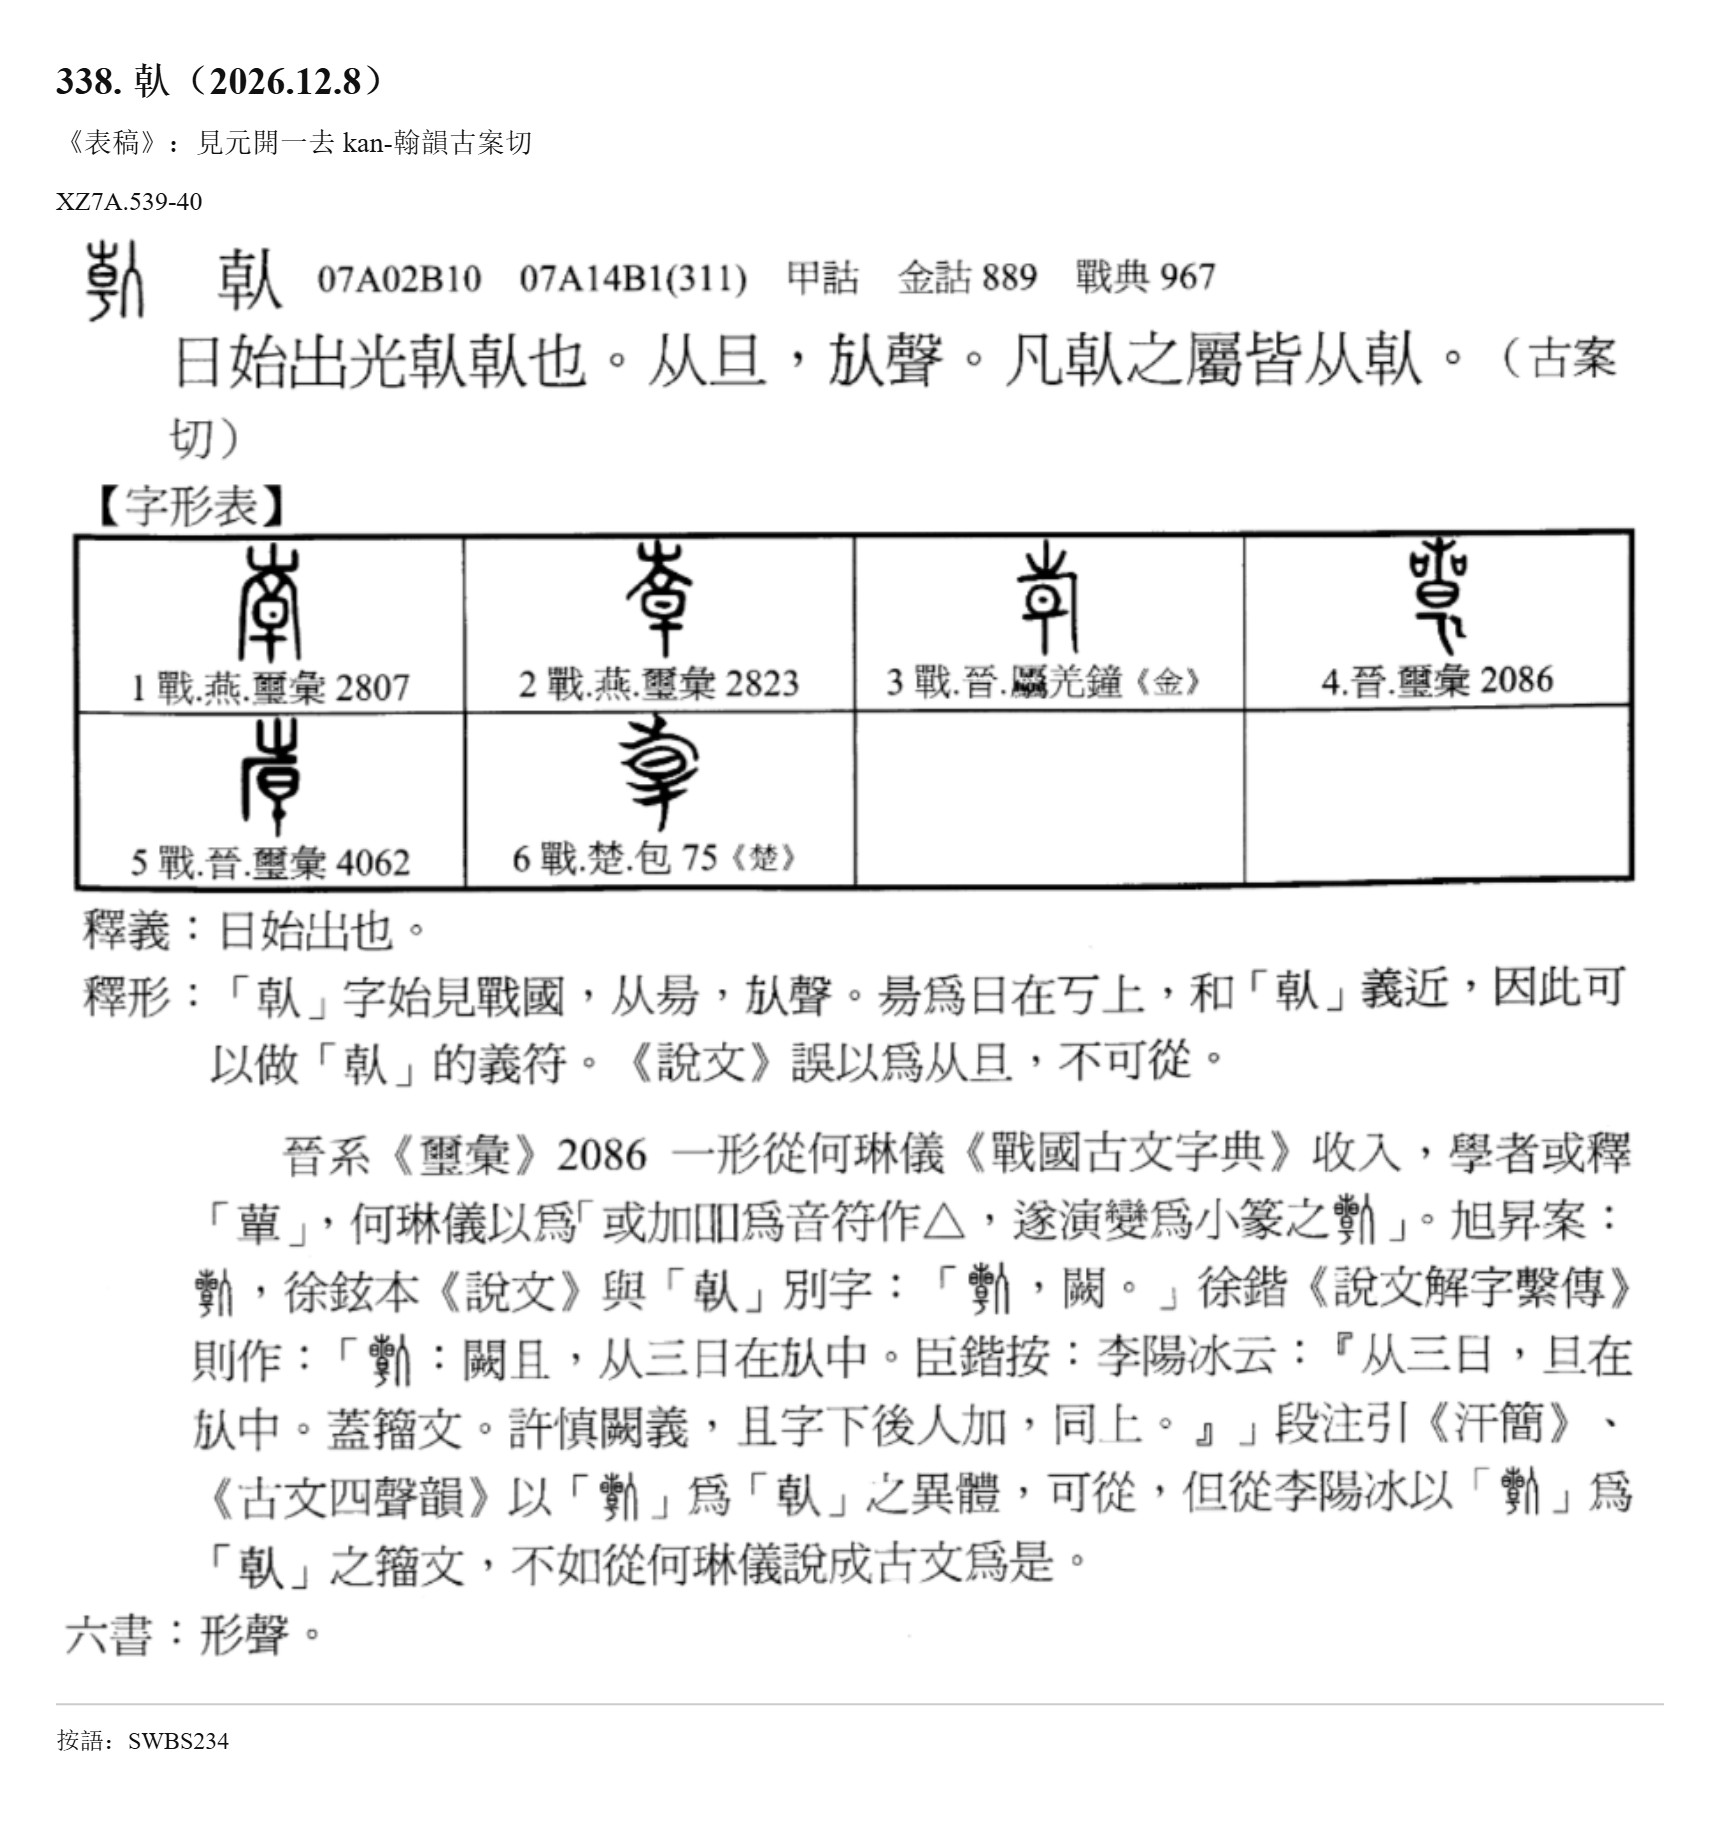 338. 倝（2026.12.8）
《表稿》：見元開一去 kan-翰韻古案切
XZ7A.539-40
倝 07A02B10 07A14B1(311) 甲詁 金詁 889 戰典 967
日始出光倝倝也。从旦，㫃聲。凡倝之屬皆从倝。（古案
切）
【字形表】
1 戰.燕.璽彙 2807
2 戰.燕.璽彙 2823
3 戰.晉.羌鐘《金》
4.晉.璽彙 2086
5 戰.晉.璽彙 4062
6 戰.楚.包 75《楚》
釋義：日始出也。
釋形：「倝」字始見戰國，从昜，㫃聲。昜爲日在丂上，和「倝」義近，因此可
以做「倝」的義符。《說文》誤以爲从旦，不可從。
晉系《璽彙》2086 一形從何琳儀《戰國古文字典》收入，學者或釋
「葷」，何琳儀以爲「或加吅爲音符作△，遂演變爲小篆之」。旭昇案：
，徐鉉本《說文》與「倝」別字：「，闕。」徐鍇《說文解字繫傳》
則作：「：闕且，从三日在㫃中。臣鍇按：李陽冰云：『从三日，旦在
㫃中。蓋籀文。許慎闕義，且字下後人加，同上。』」段注引《汗簡》、
《古文四聲韻》以「」爲「倝」之異體，可從，但從李陽冰以「」爲
「倝」之籀文，不如從何琳儀說成古文爲是。
六書：形聲。
按語：SWBS234